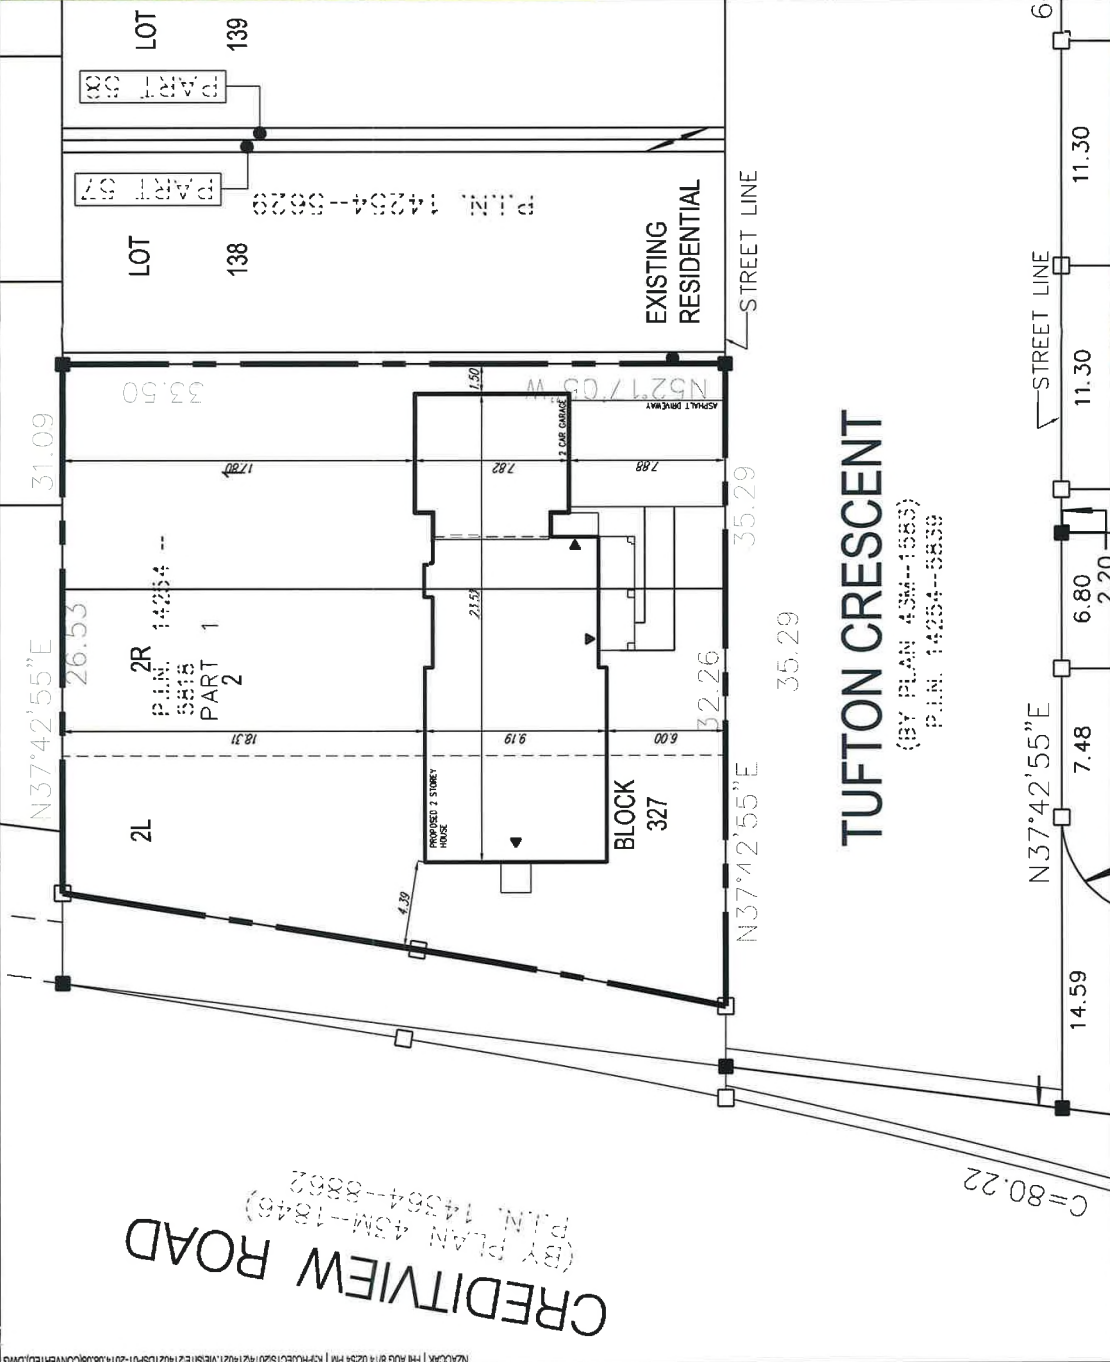 LOT
139
PART 58
PART 57
P.I.N. 14254--5629
LOT
138
EXISTING
RESIDENTIAL
STREET LINE
STREET LINE
6
11.30
11.30
6.80
2.20
7.48
14.59
N37°42'55"E
31.09
33.50
N52°17'05"W
1.50
ASPHALT DRIVEWAY
2 CAR GARAGE
17.80
7.82
7.88
23.57
35.29
35.29
32.26
26.53
N37°42'55"E
2R
P.I.N. 14254 --
PART 1
2
18.31
9.19
6.00
2L
PROPOSED 2 STOREY
HOUSE
BLOCK
327
4.39
N37°42'55"E
TUFTON CRESCENT
(BY PLAN 43M--1583)
P.I.N. 14254--5839
C=80.22
CREDITVIEW ROAD
(BY PLAN 43M--1846)
P.I.N. 14364--8862